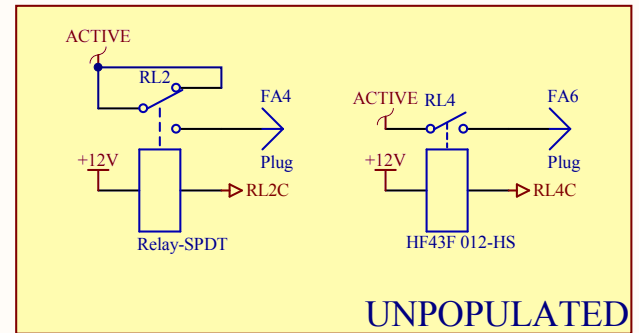 ACTIVE
RL2
FA4
Plug
+12V
RL2C
Relay-SPDT
ACTIVE
RL4
FA6
Plug
+12V
RL4C
HF43F 012-HS
UNPOPULATED